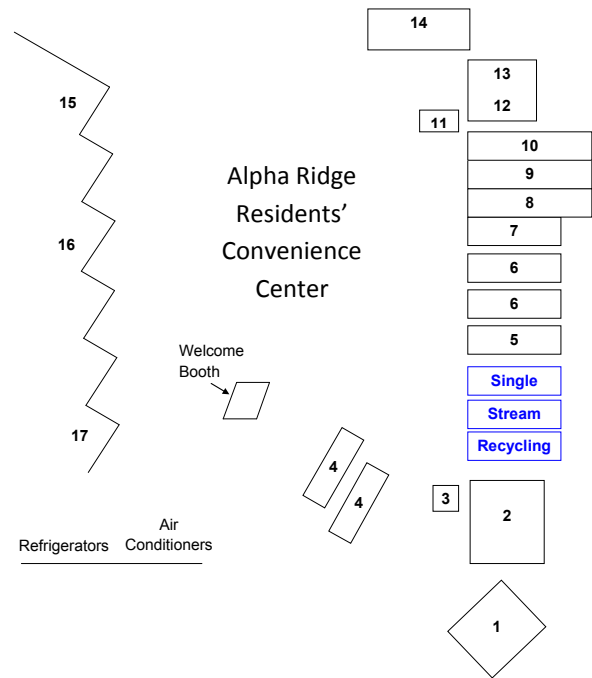 14
13
12
11
10
9
8
7
6
6
5
Single
Stream
Recycling
15
16
17
Alpha Ridge
Residents'
Convenience
Center
Welcome
Booth
4
4
3
2
1
Refrigerators
Air
Conditioners